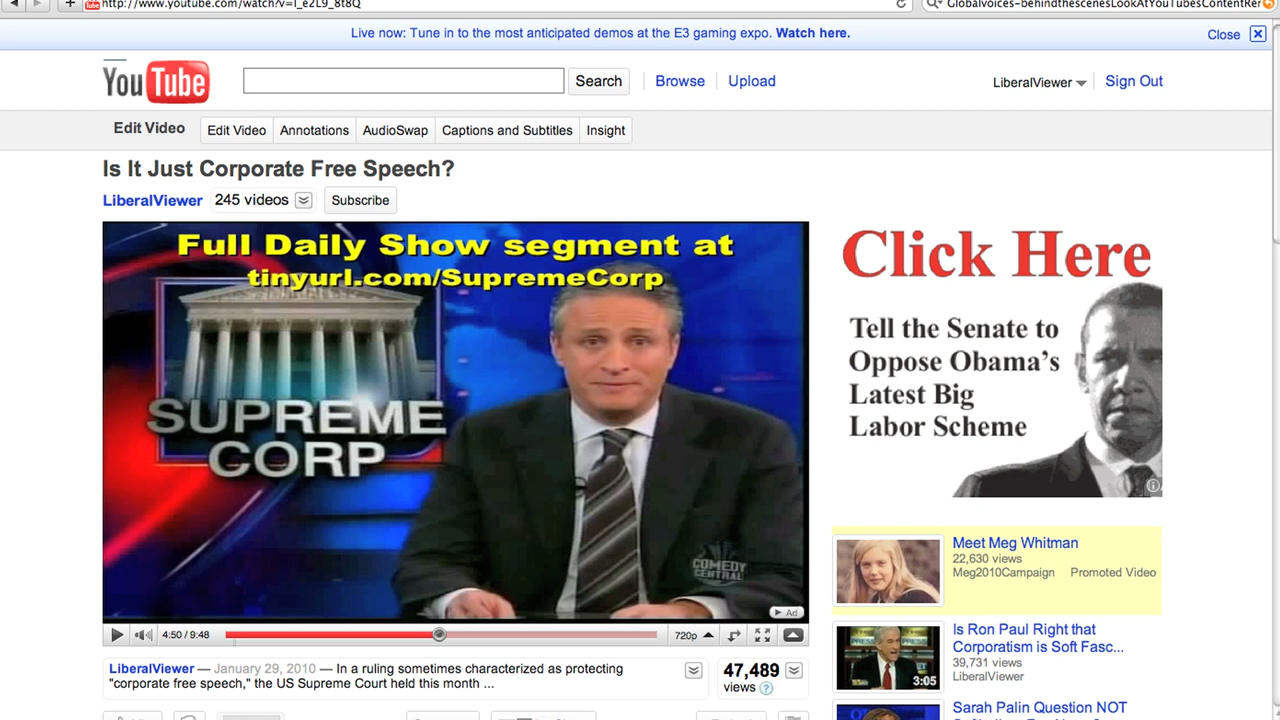 http://www.youtube.com/watch?v=I_e2L9_8t8Q
Globalvoices-behindthescenesLookAtYouTubesContentRer
Live now: Tune in to the most anticipated demos at the E3 gaming expo. Watch here.
Close
YouTube
Search
Browse
Upload
LiberalViewer
Sign Out
Edit Video
Edit Video
Annotations
AudioSwap
Captions and Subtitles
Insight
Is It Just Corporate Free Speech?
LiberalViewer 245 videos
Subscribe
Full Daily Show segment at
tinyurl.com/SupremeCorp
SUPREME
CORP
COMEDY
CENTRAL
Ad
4:50 / 9:48
720p
LiberalViewer — January 29, 2010 — In a ruling sometimes characterized as protecting
"corporate free speech," the US Supreme Court held this month ...
47,489
views
Click Here
Tell the Senate to
Oppose Obama's
Latest Big
Labor Scheme
Meet Meg Whitman
22,630 views
Meg2010Campaign Promoted Video
Is Ron Paul Right that
Corporatism is Soft Fasc...
39,731 views
LiberalViewer
3:05
Sarah Palin Question NOT